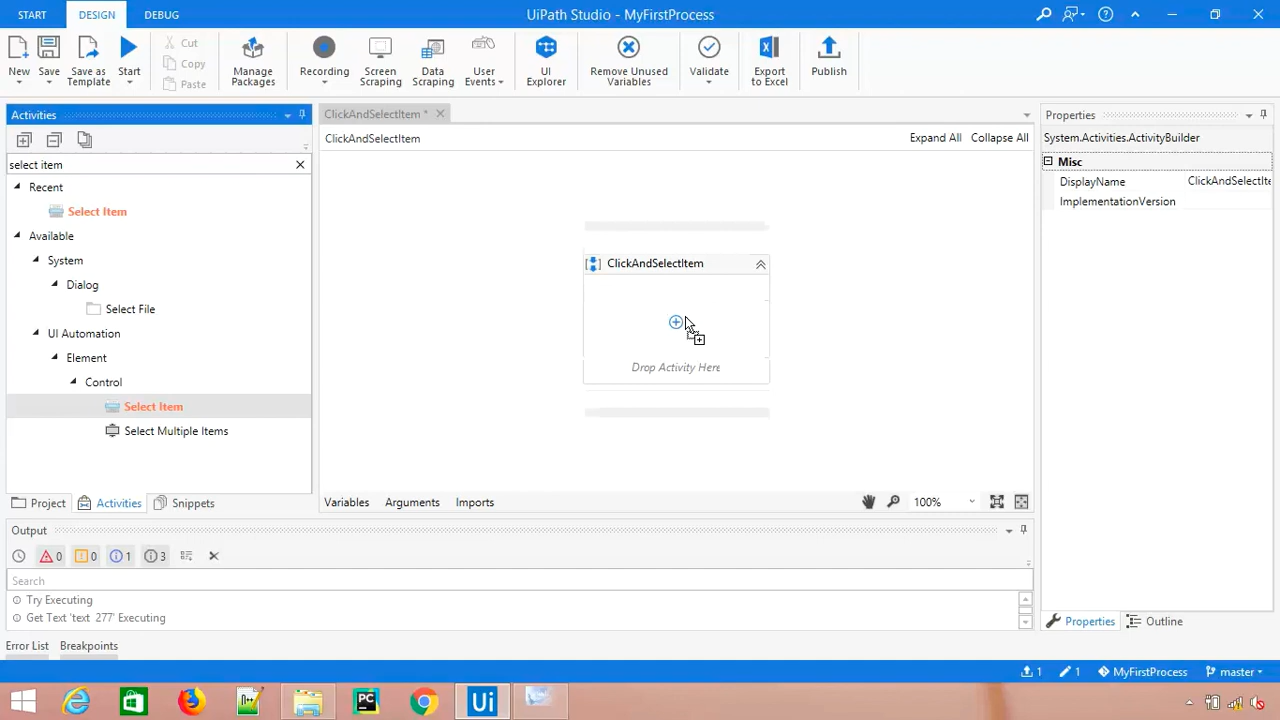 START
DESIGN
DEBUG
UiPath Studio - MyFirstProcess
New
Save
Save as Template
Start
Cut
Copy
Paste
Manage Packages
Recording
Screen Scraping
Data Scraping
User Events
UI Explorer
Remove Unused Variables
Validate
Export to Excel
Publish
Activities
select item
Recent
Select Item
Available
System
Dialog
Select File
UI Automation
Element
Control
Select Item
Select Multiple Items
Project
Activities
Snippets
ClickAndSelectItem *
ClickAndSelectItem
Expand All
Collapse All
ClickAndSelectItem
Drop Activity Here
Variables
Arguments
Imports
100%
Properties
System.Activities.ActivityBuilder
Misc
DisplayName
ClickAndSelectIte
ImplementationVersion
Properties
Outline
Output
0
0
1
3
Search
Try Executing
Get Text 'text 277' Executing
Error List
Breakpoints
1
1
MyFirstProcess
master
Ui
PC